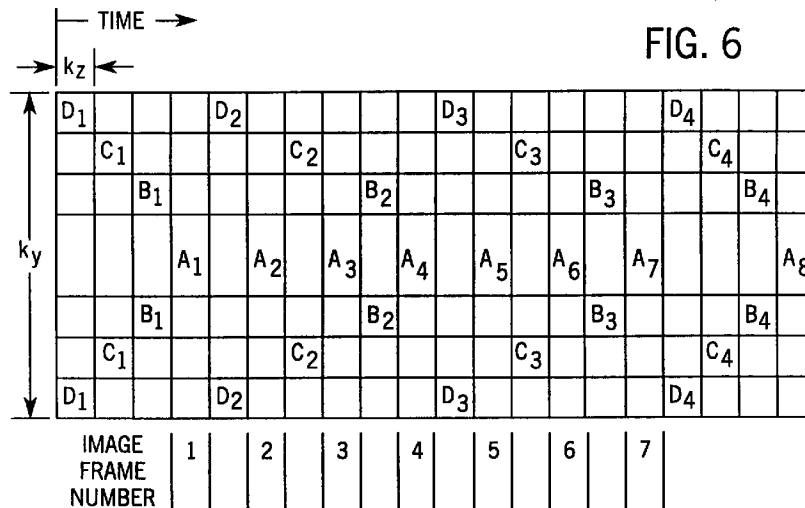 TIME
FIG. 6
kz
D1 D2 D3 D4
C1 C2 C3 C4
B1 B2 B3 B4
ky A1 A2 A3 A4 A5 A6 A7 A8
B1 B2 B3 B4
C1 C2 C3 C4
D1 D2 D3 D4
IMAGE FRAME NUMBER 1 2 3 4 5 6 7